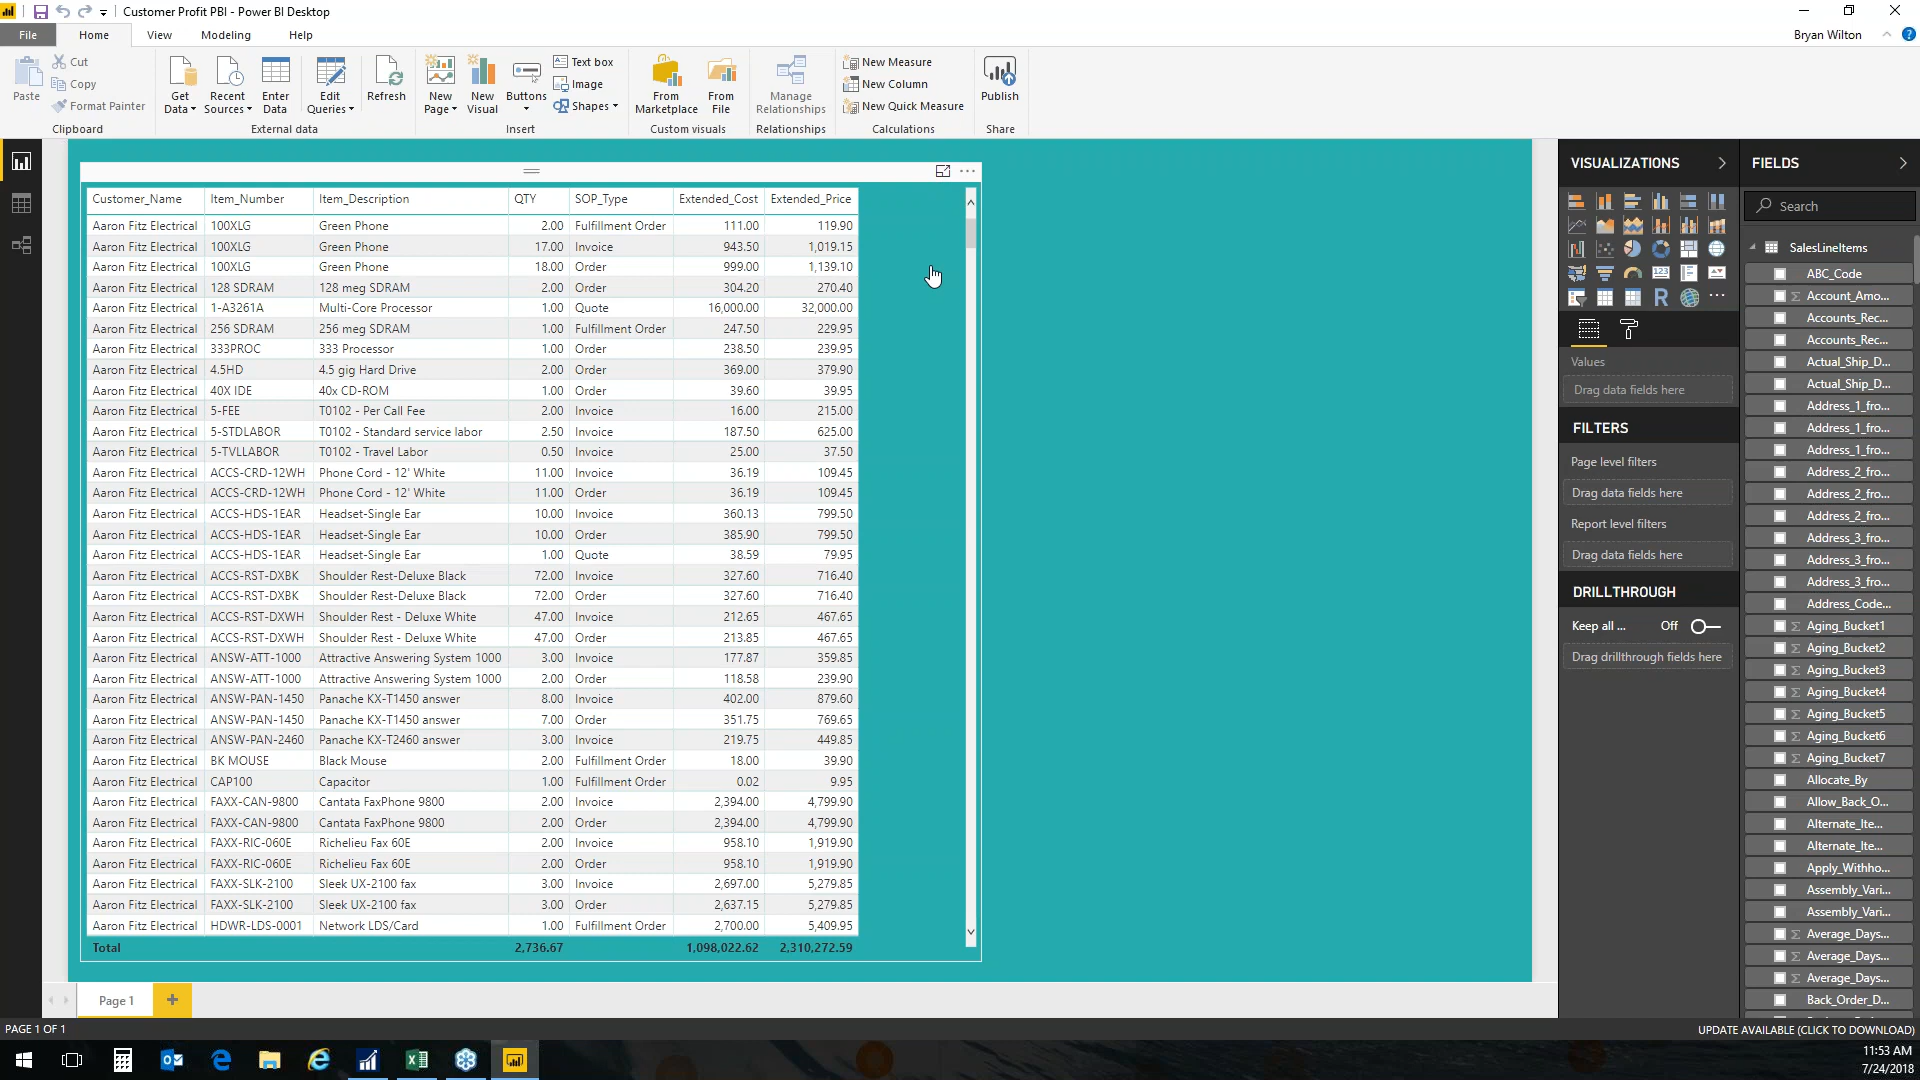 Customer Profit PBI - Power BI Desktop
File Home View Modeling Help
Bryan Wilton
Paste
Cut
Copy
Format Painter
Clipboard
Get Data
Recent Sources
Enter Data
Edit Queries
Refresh
External data
New Page
New Visual
Buttons
Text box
Image
Shapes
Insert
From Marketplace
From File
Custom visuals
Manage Relationships
Relationships
New Measure
New Column
New Quick Measure
Calculations
Publish
Share
Customer_Name Item_Number Item_Description QTY SOP_Type Extended_Cost Extended_Price
Aaron Fitz Electrical 100XLG Green Phone 2.00 Fulfillment Order 111.00 119.90
Aaron Fitz Electrical 100XLG Green Phone 17.00 Invoice 943.50 1,019.15
Aaron Fitz Electrical 100XLG Green Phone 18.00 Order 999.00 1,139.10
Aaron Fitz Electrical 128 SDRAM 128 meg SDRAM 2.00 Order 304.20 270.40
Aaron Fitz Electrical 1-A3261A Multi-Core Processor 1.00 Quote 16,000.00 32,000.00
Aaron Fitz Electrical 256 SDRAM 256 meg SDRAM 1.00 Fulfillment Order 247.50 229.95
Aaron Fitz Electrical 333PROC 333 Processor 1.00 Order 238.50 239.95
Aaron Fitz Electrical 4.5HD 4.5 gig Hard Drive 2.00 Order 369.00 379.90
Aaron Fitz Electrical 40X IDE 40x CD-ROM 1.00 Order 39.60 39.95
Aaron Fitz Electrical 5-FEE T0102 - Per Call Fee 2.00 Invoice 16.00 215.00
Aaron Fitz Electrical 5-STDLABOR T0102 - Standard service labor 2.50 Invoice 187.50 625.00
Aaron Fitz Electrical 5-TVLLABOR T0102 - Travel Labor 0.50 Invoice 25.00 37.50
Aaron Fitz Electrical ACCS-CRD-12WH Phone Cord - 12' White 11.00 Invoice 36.19 109.45
Aaron Fitz Electrical ACCS-CRD-12WH Phone Cord - 12' White 11.00 Order 36.19 109.45
Aaron Fitz Electrical ACCS-HDS-1EAR Headset-Single Ear 10.00 Invoice 360.13 799.50
Aaron Fitz Electrical ACCS-HDS-1EAR Headset-Single Ear 10.00 Order 385.90 799.50
Aaron Fitz Electrical ACCS-HDS-1EAR Headset-Single Ear 1.00 Quote 38.59 79.95
Aaron Fitz Electrical ACCS-RST-DXBK Shoulder Rest-Deluxe Black 72.00 Invoice 327.60 716.40
Aaron Fitz Electrical ACCS-RST-DXBK Shoulder Rest-Deluxe Black 72.00 Order 327.60 716.40
Aaron Fitz Electrical ACCS-RST-DXWH Shoulder Rest - Deluxe White 47.00 Invoice 212.65 467.65
Aaron Fitz Electrical ACCS-RST-DXWH Shoulder Rest - Deluxe White 47.00 Order 213.85 467.65
Aaron Fitz Electrical ANSW-ATT-1000 Attractive Answering System 1000 3.00 Invoice 177.87 359.85
Aaron Fitz Electrical ANSW-ATT-1000 Attractive Answering System 1000 2.00 Order 118.58 239.90
Aaron Fitz Electrical ANSW-PAN-1450 Panache KX-T1450 answer 8.00 Invoice 402.00 879.60
Aaron Fitz Electrical ANSW-PAN-1450 Panache KX-T1450 answer 7.00 Order 351.75 769.65
Aaron Fitz Electrical ANSW-PAN-2460 Panache KX-T2460 answer 3.00 Invoice 219.75 449.85
Aaron Fitz Electrical BK MOUSE Black Mouse 2.00 Fulfillment Order 18.00 39.90
Aaron Fitz Electrical CAP100 Capacitor 1.00 Fulfillment Order 0.02 9.95
Aaron Fitz Electrical FAXX-CAN-9800 Cantata FaxPhone 9800 2.00 Invoice 2,394.00 4,799.90
Aaron Fitz Electrical FAXX-CAN-9800 Cantata FaxPhone 9800 2.00 Order 2,394.00 4,799.90
Aaron Fitz Electrical FAXX-RIC-060E Richelieu Fax 60E 2.00 Invoice 958.10 1,919.90
Aaron Fitz Electrical FAXX-RIC-060E Richelieu Fax 60E 2.00 Order 958.10 1,919.90
Aaron Fitz Electrical FAXX-SLK-2100 Sleek UX-2100 fax 3.00 Invoice 2,697.00 5,279.85
Aaron Fitz Electrical FAXX-SLK-2100 Sleek UX-2100 fax 3.00 Order 2,637.15 5,279.85
Aaron Fitz Electrical HDWR-LDS-0001 Network LDS/Card 1.00 Fulfillment Order 2,700.00 5,409.95
Total 2,736.67 1,098,022.62 2,310,272.59
VISUALIZATIONS
Values
Drag data fields here
FILTERS
Page level filters
Drag data fields here
Report level filters
Drag data fields here
DRILLTHROUGH
Keep all ... Off
Drag drillthrough fields here
FIELDS
Search
SalesLineItems
ABC_Code
Account_Amo...
Accounts_Rec...
Accounts_Rec...
Actual_Ship_D...
Actual_Ship_D...
Address_1_fro...
Address_1_fro...
Address_1_fro...
Address_2_fro...
Address_2_fro...
Address_2_fro...
Address_3_fro...
Address_3_fro...
Address_3_fro...
Address_Code...
Aging_Bucket1
Aging_Bucket2
Aging_Bucket3
Aging_Bucket4
Aging_Bucket5
Aging_Bucket6
Aging_Bucket7
Allocate_By
Allow_Back_O...
Alternate_Ite...
Alternate_Ite...
Apply_Withho...
Assembly_Vari...
Assembly_Vari...
Average_Days...
Average_Days...
Average_Days...
Back_Order_D...
Page 1
PAGE 1 OF 1
UPDATE AVAILABLE (CLICK TO DOWNLOAD)
11:53 AM
7/24/2018